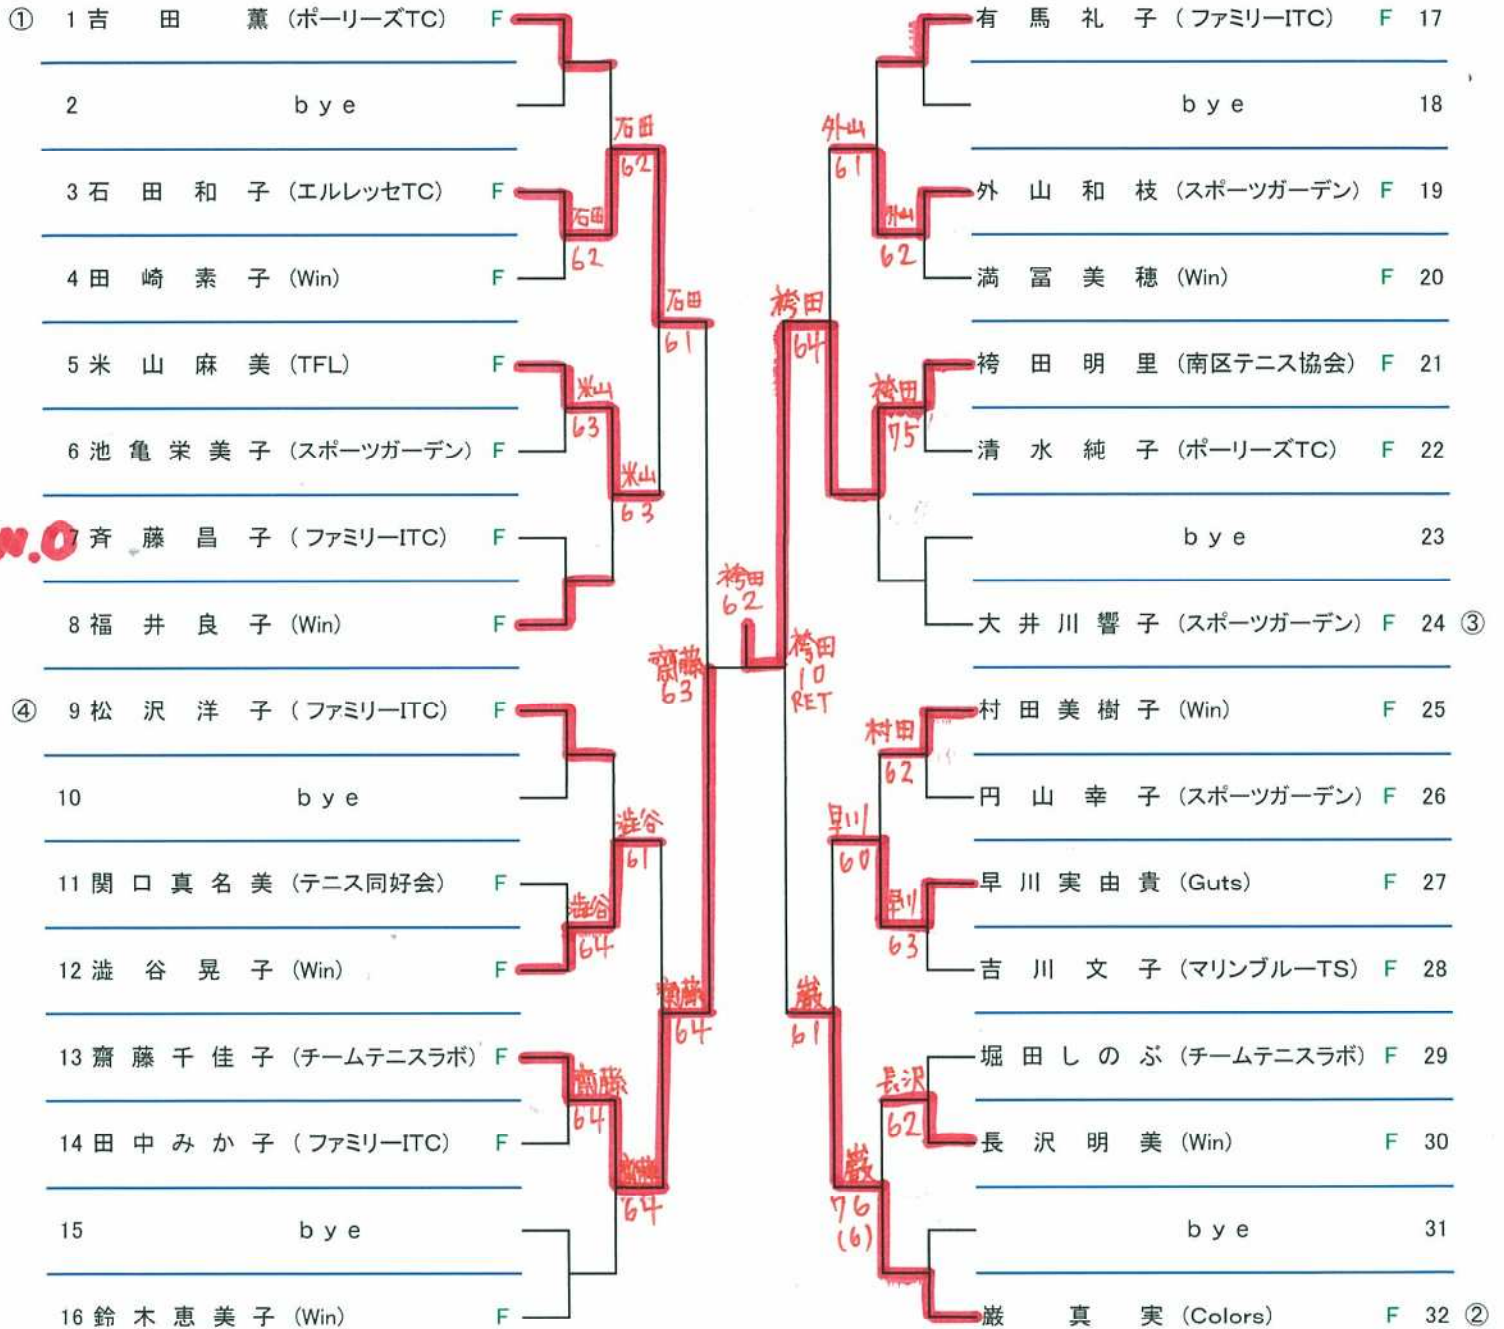 ① 1 吉田薫 (ポーリーズTC) F
2 bye
石田
62
3 石田和子 (エルレッセTC) F
石田
62
4 田崎素子 (Win) F
石田
61
5 米山麻美 (TFL) F
米山
63
6 池亀栄美子 (スポーツガーデン) F
米山
63
N.O 7 斉藤昌子 (ファミリーITC) F
8 福井良子 (Win) F
齋藤
63
④ 9 松沢洋子 (ファミリーITC) F
10 bye
澁谷
61
11 関口真名美 (テニス同好会) F
澁谷
64
12 澁谷晃子 (Win) F
齋藤
64
13 齋藤千佳子 (チームテニスラボ) F
齋藤
64
14 田中みか子 (ファミリーITC) F
齋藤
64
15 bye
16 鈴木恵美子 (Win) F
袴田
62
袴田
10
RET
有馬礼子 (ファミリーITC) F 17
bye 18
外山
61
外山和枝 (スポーツガーデン) F 19
外山
62
満冨美穂 (Win) F 20
袴田
64
袴田明里 (南区テニス協会) F 21
袴田
75
清水純子 (ポーリーズTC) F 22
bye 23
大井川響子 (スポーツガーデン) F 24 ③
村田美樹子 (Win) F 25
村田
62
円山幸子 (スポーツガーデン) F 26
早川
60
早川実由貴 (Guts) F 27
早川
63
吉川文子 (マリンブルーTS) F 28
巌
61
堀田しのぶ (チームテニスラボ) F 29
長沢
62
長沢明美 (Win) F 30
巌
76
(6)
bye 31
巌真実 (Colors) F 32 ②